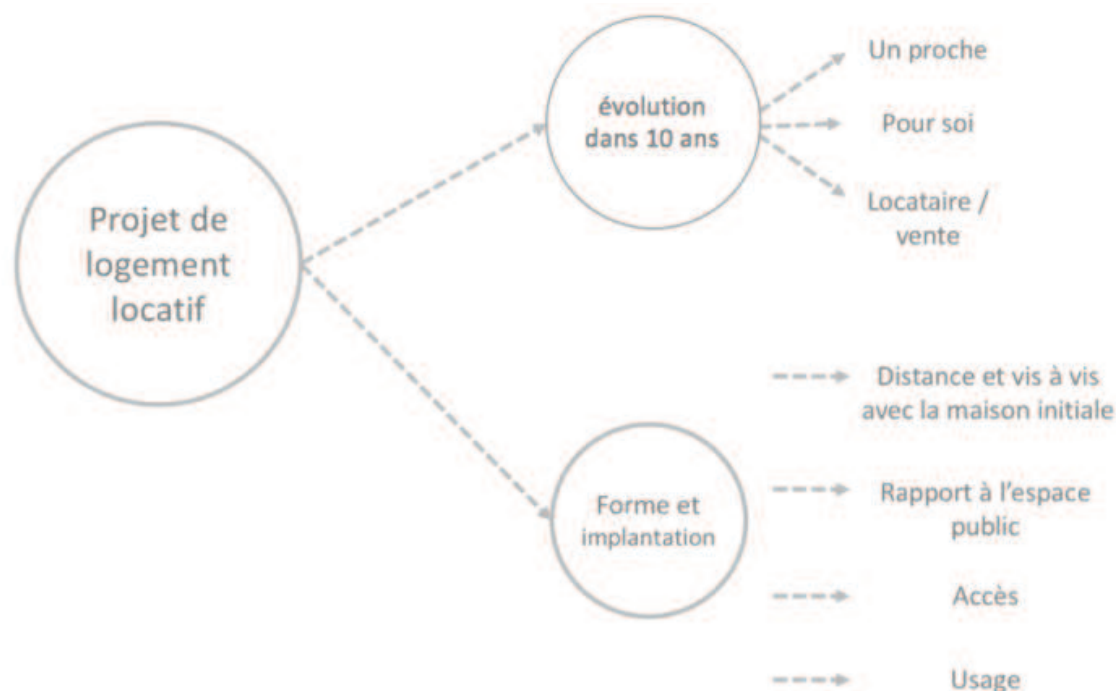 Projet de
logement
locatif
évolution
dans 10 ans
Un proche
Pour soi
Locataire /
vente
Forme et
implantation
Distance et vis à vis
avec la maison initiale
Rapport à l'espace
public
Accès
Usage